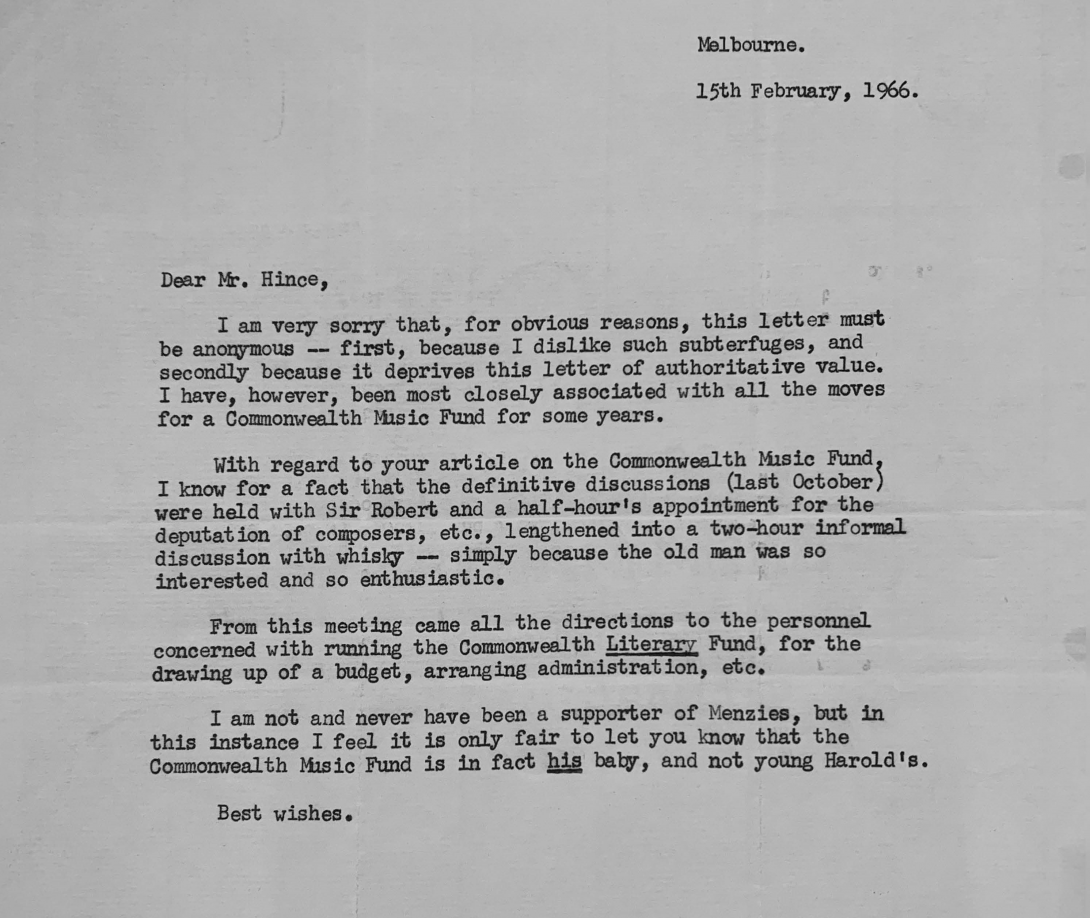 Melbourne.
15th February, 1966.
Dear Mr. Hince,
I am very sorry that, for obvious reasons, this letter must
be anonymous -- first, because I dislike such subterfuges, and
secondly because it deprives this letter of authoritative value.
I have, however, been most closely associated with all the moves
for a Commonwealth Music Fund for some years.
With regard to your article on the Commonwealth Music Fund,
I know for a fact that the definitive discussions (last October)
were held with Sir Robert and a half-hour's appointment for the
deputation of composers, etc., lengthened into a two-hour informal
discussion with whisky -- simply because the old man was so
interested and so enthusiastic.
From this meeting came all the directions to the personnel
concerned with running the Commonwealth Literary Fund, for the
drawing up of a budget, arranging administration, etc.
I am not and never have been a supporter of Menzies, but in
this instance I feel it is only fair to let you know that the
Commonwealth Music Fund is in fact his baby, and not young Harold's.
Best wishes.